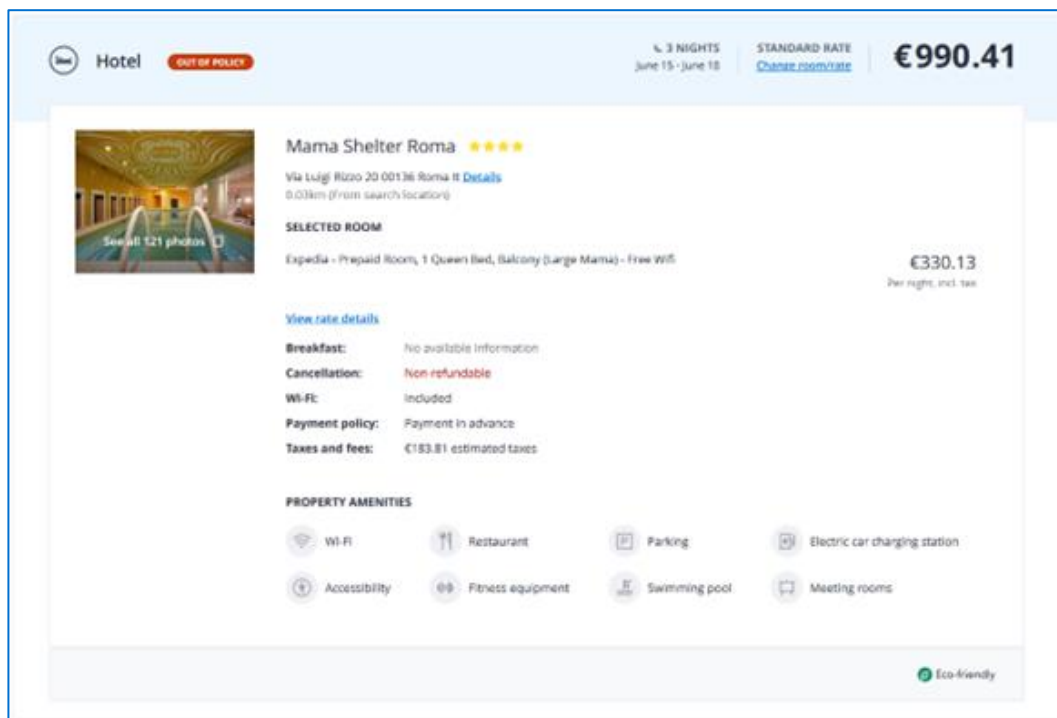 Hotel OUT OF POLICY
3 NIGHTS
June 15 - June 18
STANDARD RATE
Change room/rate
€990.41
Mama Shelter Roma
Via Luigi Rizzo 20 00136 Roma It Details
0.03km (From search location)
SELECTED ROOM
Expedia - Prepaid Room, 1 Queen Bed, Balcony (Large Mama) - Free Wifi
€330.13
Per night, incl. tax
See all 121 photos
View rate details
Breakfast: No available information
Cancellation: Non refundable
Wi-Fi: Included
Payment policy: Payment in advance
Taxes and fees: €183.81 estimated taxes
PROPERTY AMENITIES
Wi-Fi Restaurant Parking Electric car charging station
Accessibility Fitness equipment Swimming pool Meeting rooms
Eco-friendly